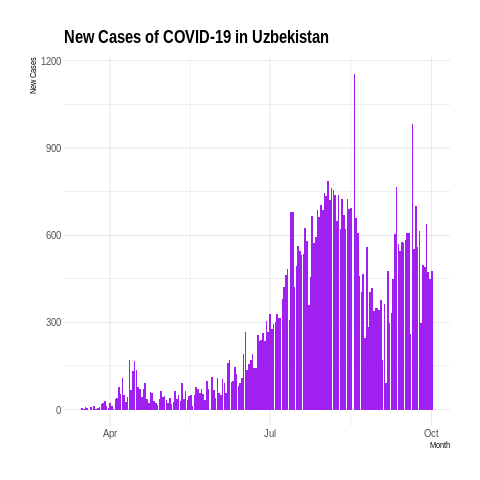 New Cases of COVID-19 in Uzbekistan
New Cases
1200
900
600
300
0
Apr
Jul
Oct
Month